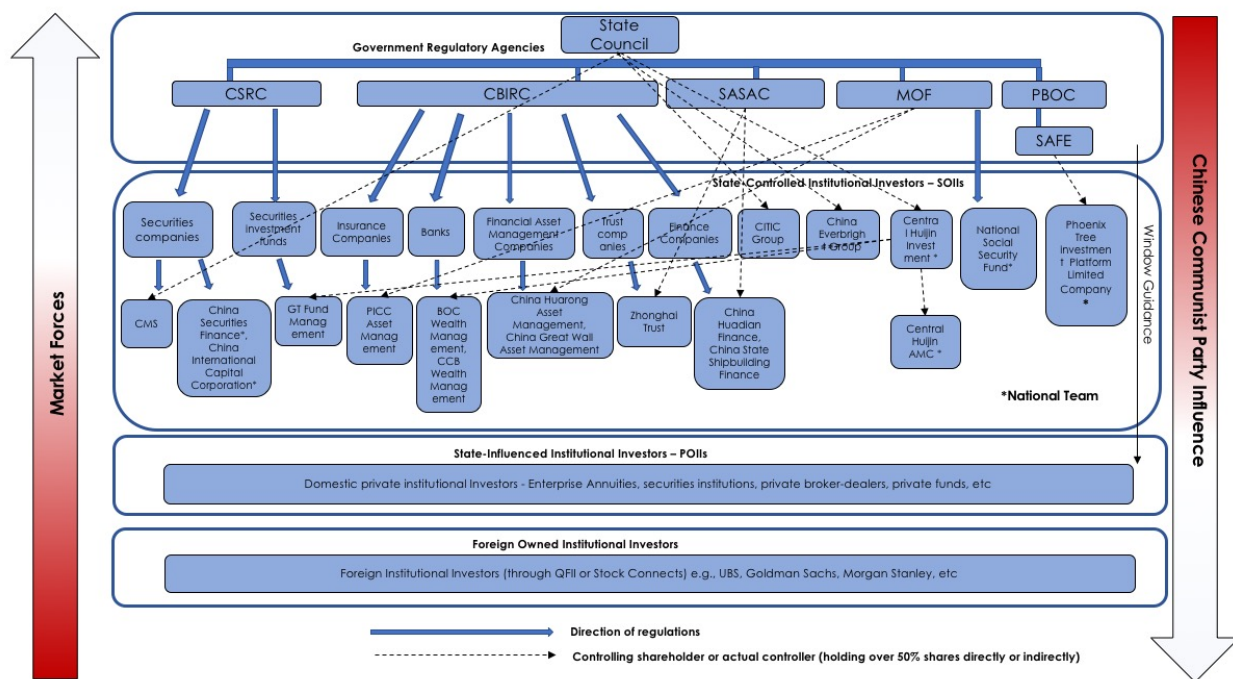 State
Council
Government Regulatory Agencies
CSRC
CBIRC
SASAC
MOF
PBOC
SAFE
State-Controlled Institutional Investors – SOIIs
Securities
companies
Securities
investment
funds
Insurance
Companies
Banks
Financial Asset
Management
Companies
Trust
comp
anies
Finance
Companies
CITIC
Group
China
Everbrigh
t Group
Centra
l Huijin
Invest
ment *
National
Social
Security
Fund*
Phoenix
Tree
Investmen
t Platform
Limited
Company
*
CMS
China
Securities
Finance*,
China
International
Capital
Corporation*
GT Fund
Manag
ement
PICC
Asset
Manag
ement
BOC
Wealth
Manag
ement,
CCB
Wealth
Manag
ement
China Huarong
Asset
Management,
China Great Wall
Asset Management
Zhonghai
Trust
China
Huadian
Finance,
China State
Shipbuilding
Finance
Central
Huijin
AMC *
*National Team
State-Influenced Institutional Investors – POIIs
Domestic private institutional Investors - Enterprise Annuities, securities institutions, private broker-dealers, private funds, etc
Foreign Owned Institutional Investors
Foreign Institutional Investors (through QFII or Stock Connects) e.g., UBS, Goldman Sachs, Morgan Stanley, etc
Direction of regulations
Controlling shareholder or actual controller (holding over 50% shares directly or indirectly)
Market Forces
Window Guidance
Chinese Communist Party Influence